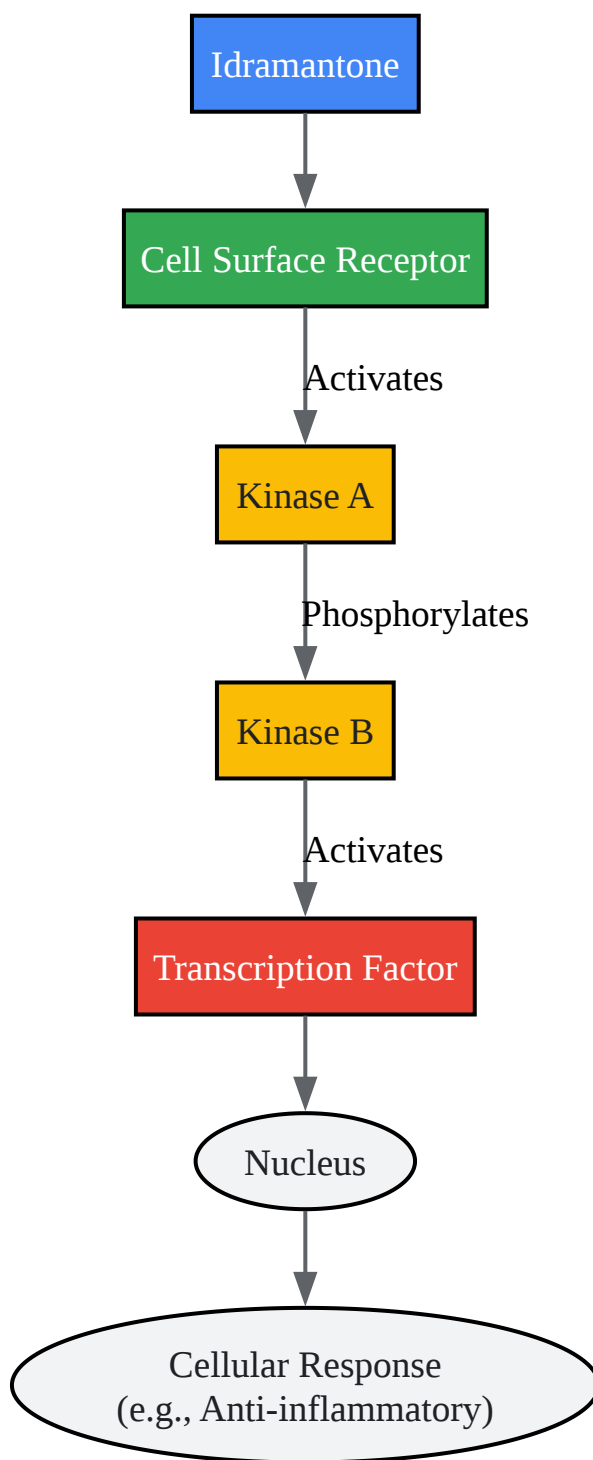 Idramantone
Cell Surface Receptor
Activates
Kinase A
Phosphorylates
Kinase B
Activates
Transcription Factor
Nucleus
Cellular Response
(e.g., Anti-inflammatory)